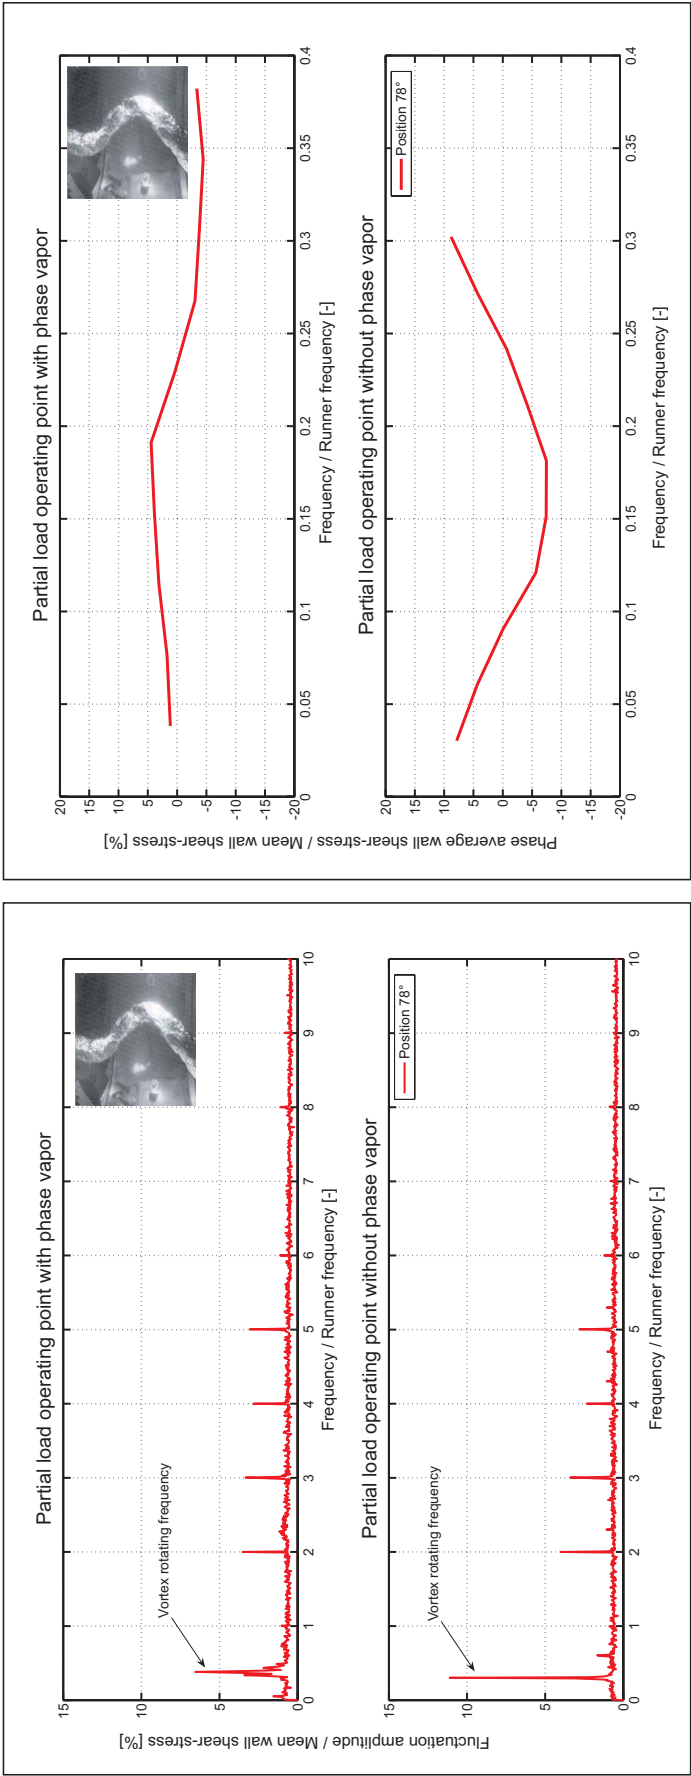 Partial load operating point with phase vapor
15
10
5
0
Vortex rotating frequency
0 1 2 3 4 5 6 7 8 9 10
Frequency / Runner frequency [-]
Fluctuation amplitude / Mean wall shear-stress [%]
Partial load operating point without phase vapor
15
10
5
0
Vortex rotating frequency
Position 78°
0 1 2 3 4 5 6 7 8 9 10
Frequency / Runner frequency [-]
Partial load operating point with phase vapor
20
15
10
5
0
-5
-10
-15
-20
0 0.05 0.1 0.15 0.2 0.25 0.3 0.35 0.4
Frequency / Runner frequency [-]
Phase average wall shear-stress / Mean wall shear-stress [%]
Partial load operating point without phase vapor
20
15
10
5
0
-5
-10
-15
-20
Position 78°
0 0.05 0.1 0.15 0.2 0.25 0.3 0.35 0.4
Frequency / Runner frequency [-]